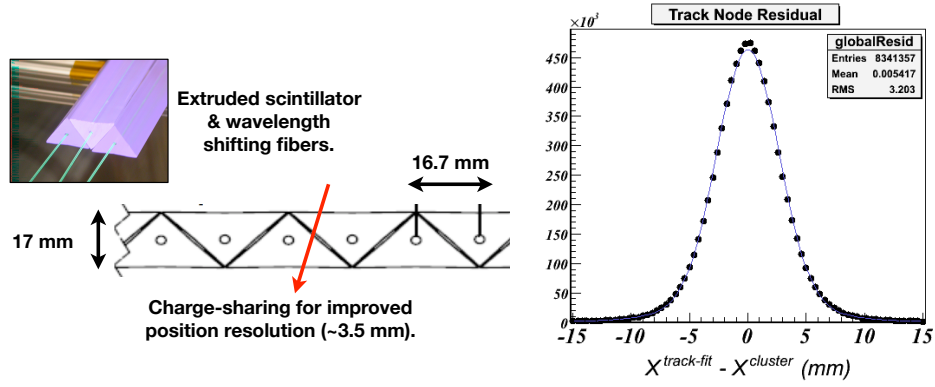 Extruded scintillator
& wavelength
shifting fibers.
16.7 mm
17 mm
Charge-sharing for improved
position resolution (~3.5 mm).
Track Node Residual
×10³
globalResid
Entries 8341357
Mean 0.005417
RMS 3.203
450
400
350
300
250
200
150
100
50
0
-15 -10 -5 0 5 10 15
X^track-fit - X^cluster (mm)